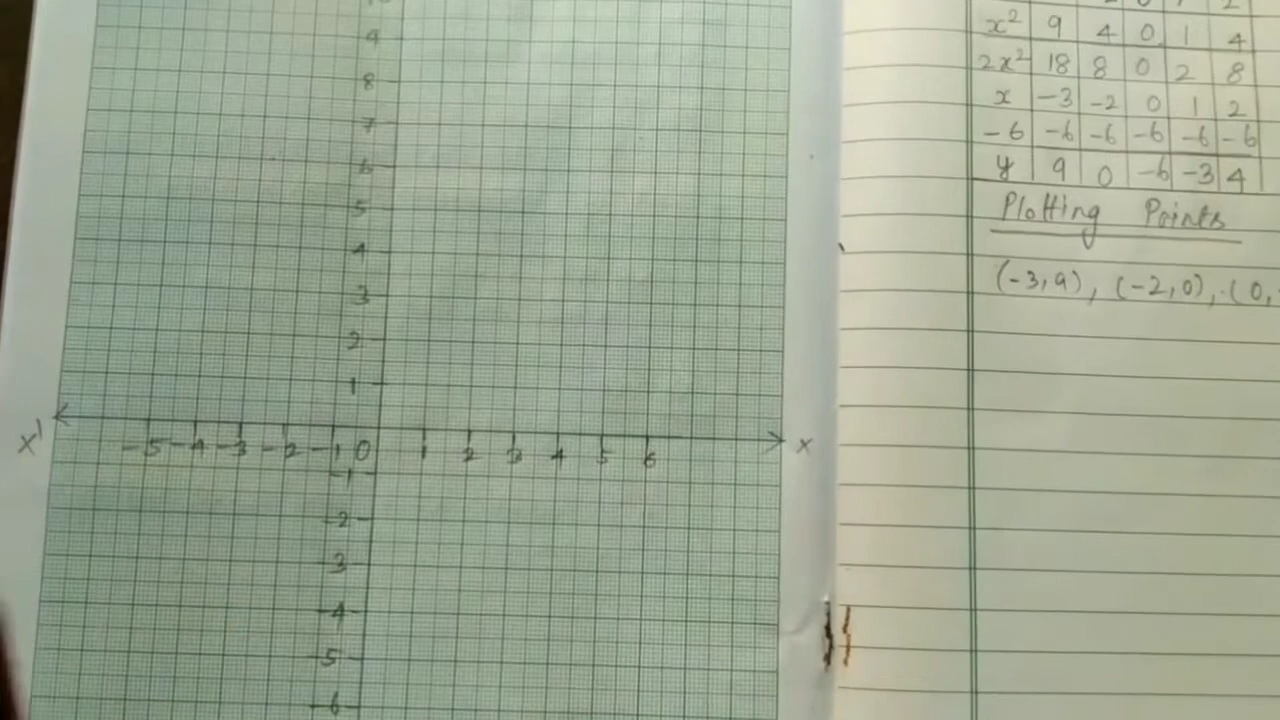 9
8
7
6
5
4
3
2
1
X' -5 -4 -3 -2 -1 0 1 2 3 4 5 6 X
-1
-2
-3
-4
-5
-6
x² 9 4 0 1 4
2x² 18 8 0 2 8
x -3 -2 0 1 2
-6 -6 -6 -6 -6 -6
y 9 0 -6 -3 4
Plotting Points
(-3,9), (-2,0), (0,